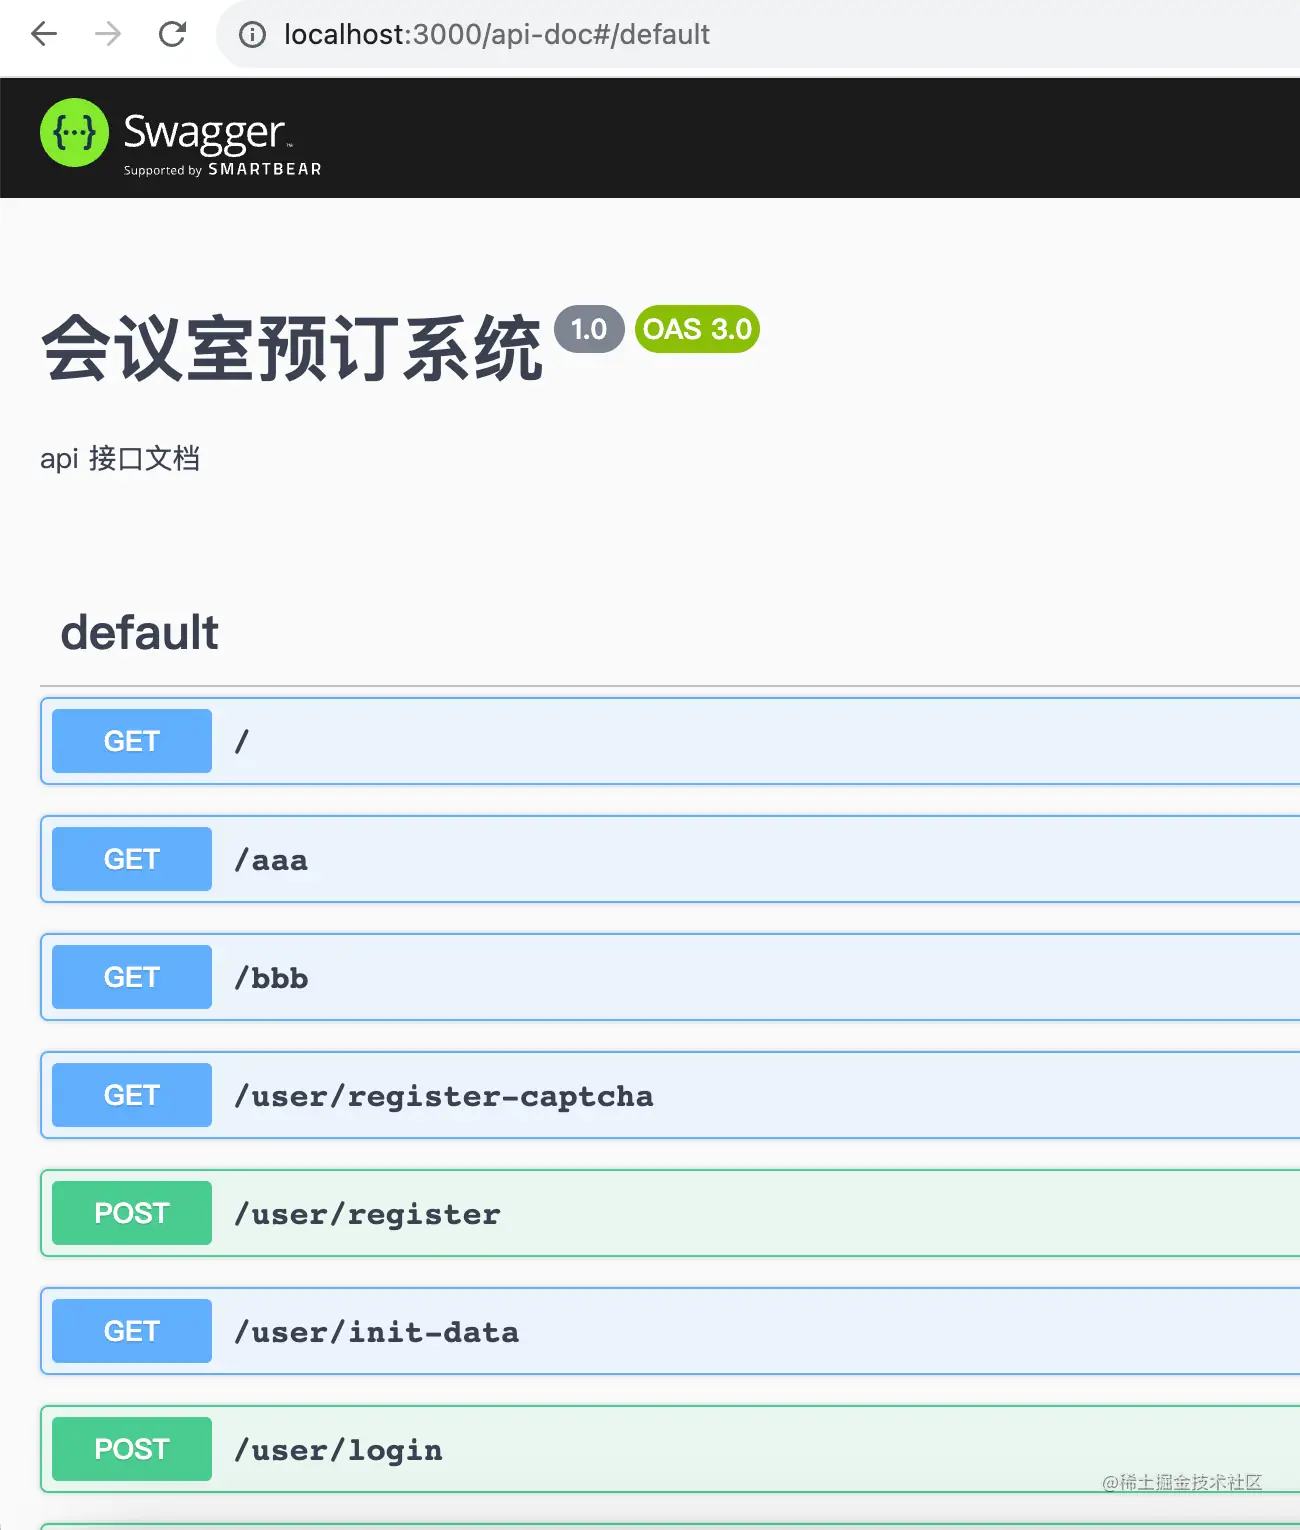 localhost:3000/api-doc#/default
{···} Swagger™
Supported by SMARTBEAR
会议室预订系统 1.0 OAS 3.0
api 接口文档
default
GET /
GET /aaa
GET /bbb
GET /user/register-captcha
POST /user/register
GET /user/init-data
POST /user/login
@稀土掘金技术社区